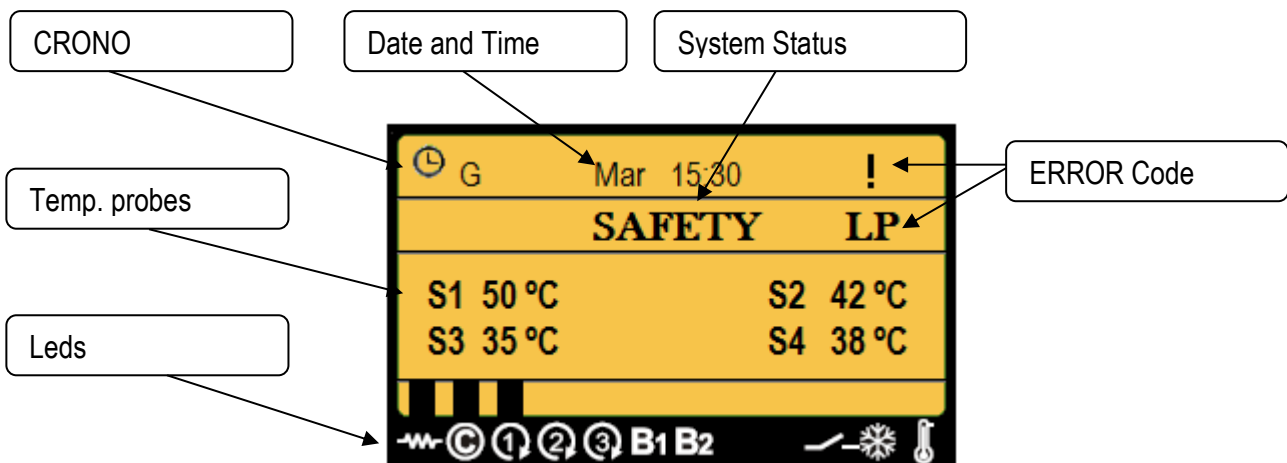 CRONO
Date and Time
System Status
G Mar 15:30 !
ERROR Code
Temp. probes
SAFETY LP
S1 50 ºC S2 42 ºC
S3 35 ºC S4 38 ºC
Leds
C 1 2 3 B1 B2